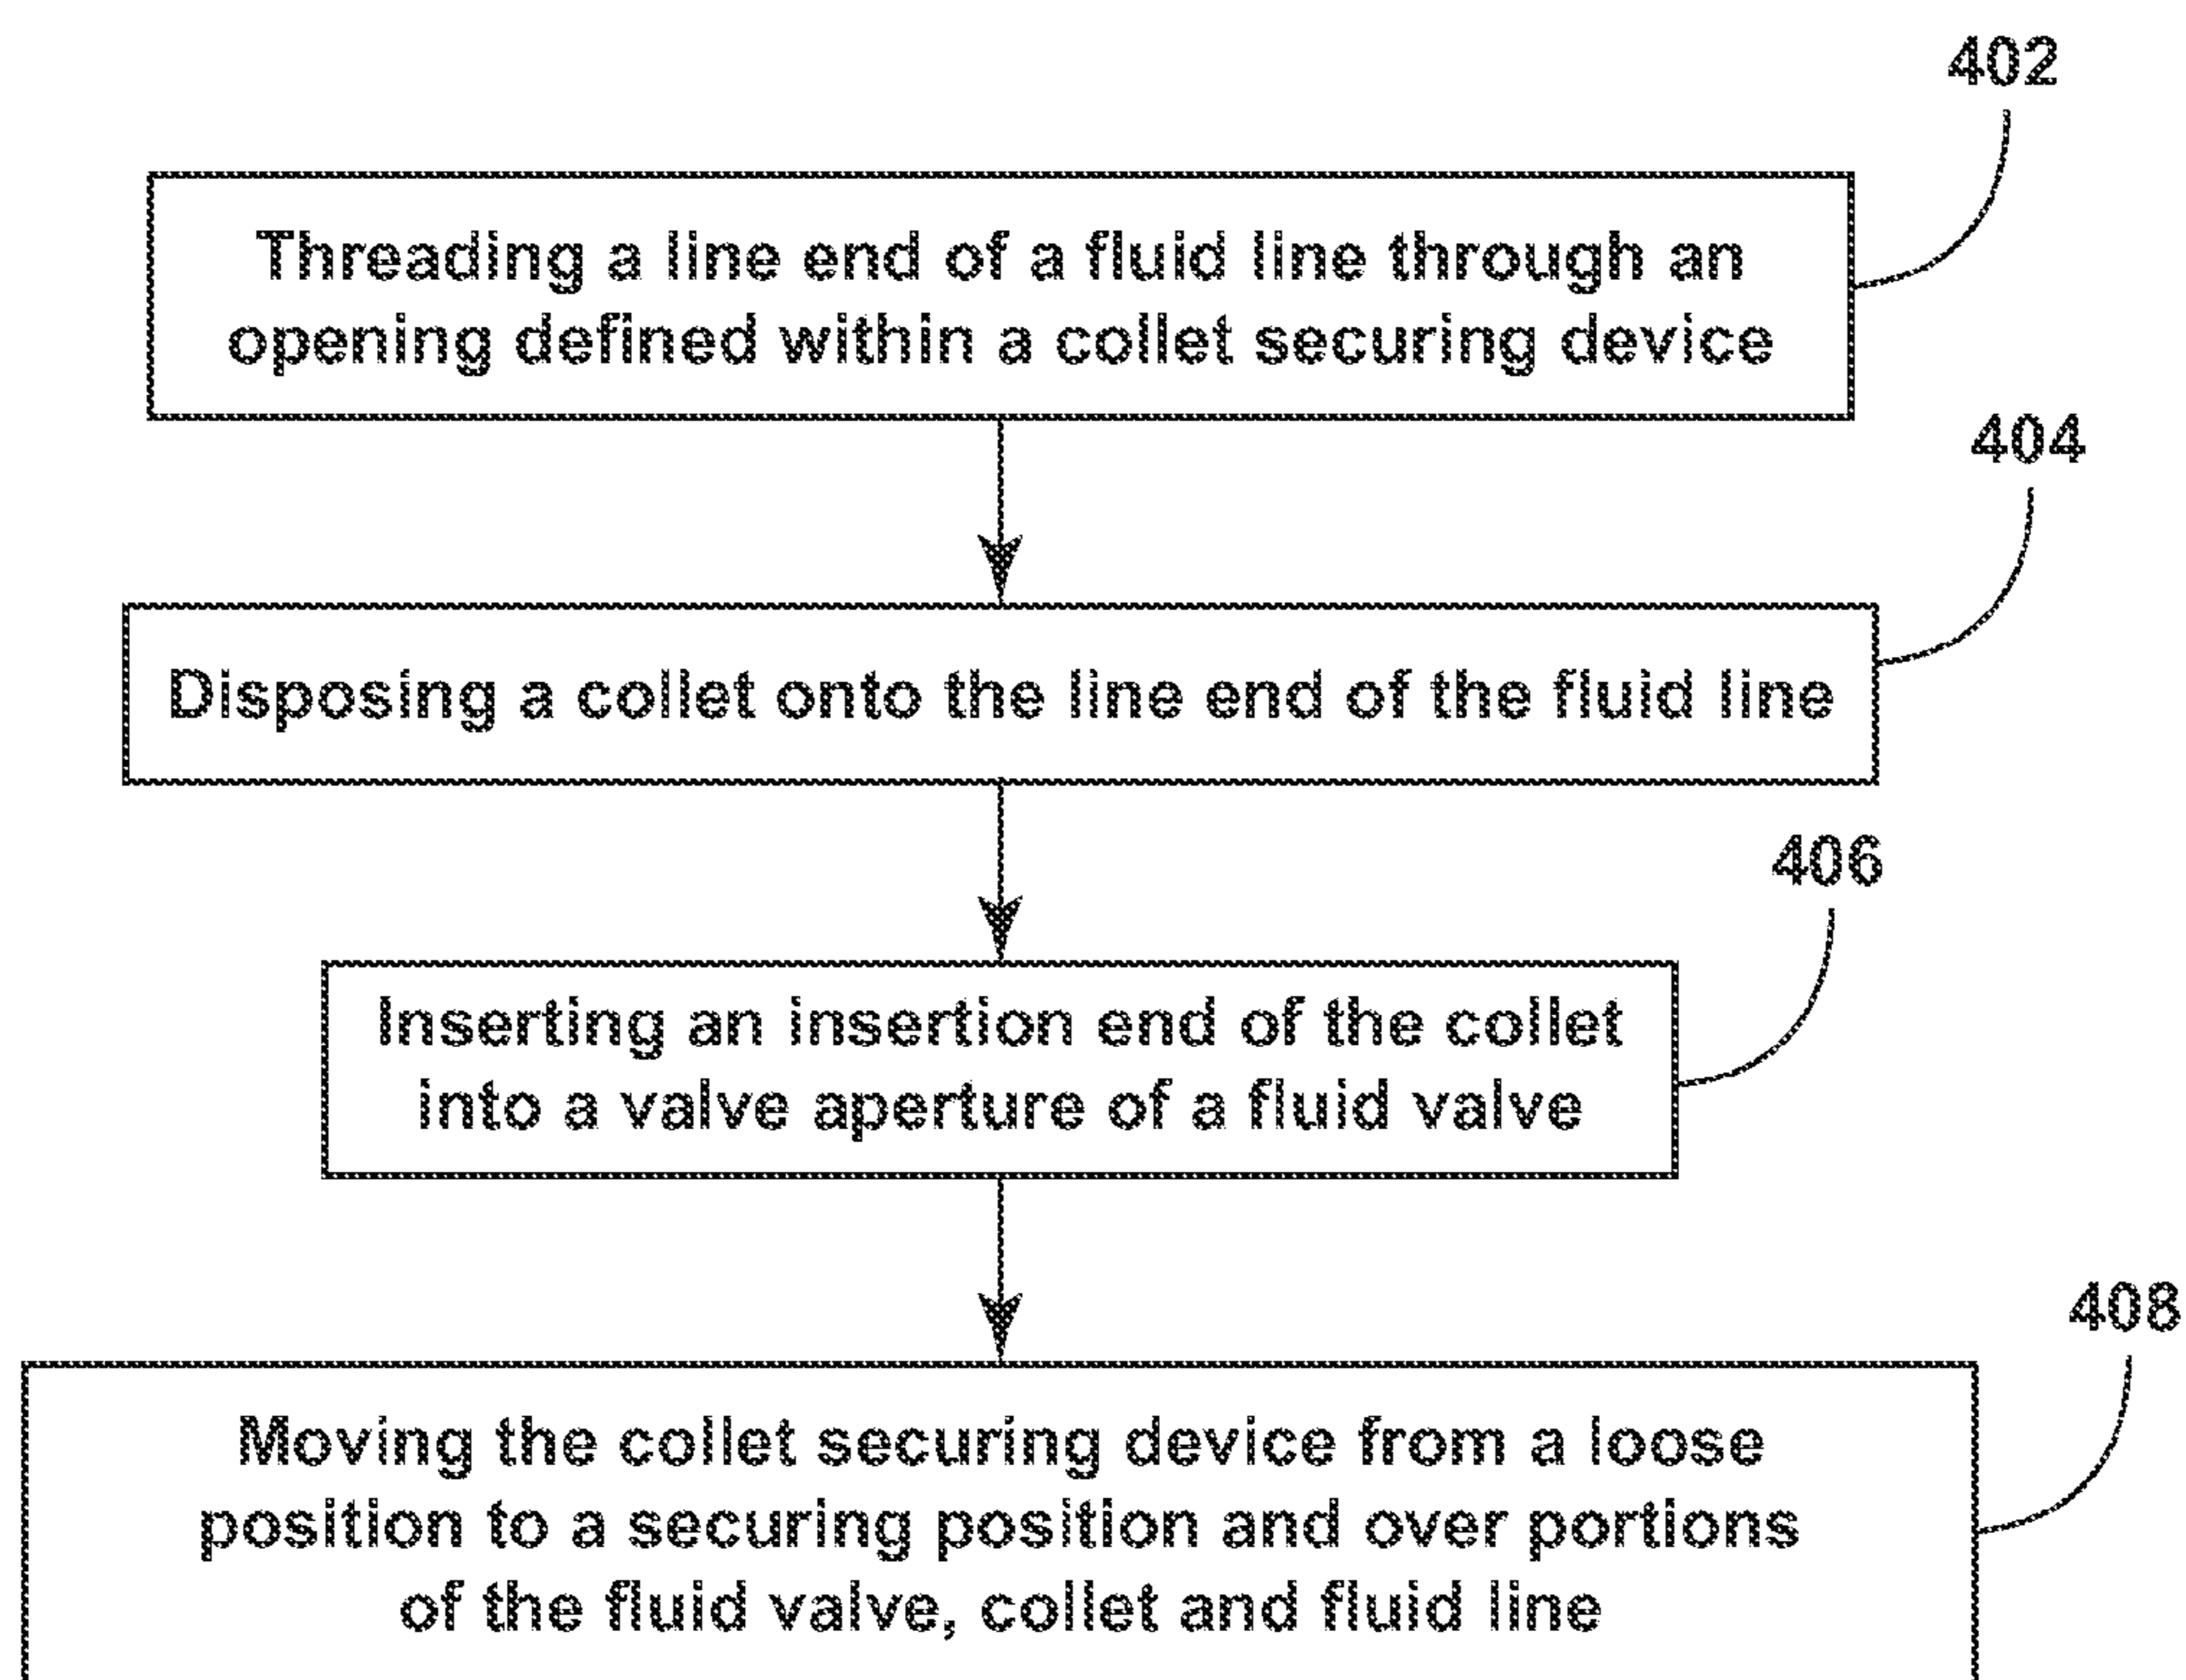 402
Threading a line end of a fluid line through an
opening defined within a collet securing device
404
Disposing a collet onto the line end of the fluid line
406
Inserting an insertion end of the collet
into a valve aperture of a fluid valve
408
Moving the collet securing device from a loose
position to a securing position and over portions
of the fluid valve, collet and fluid line